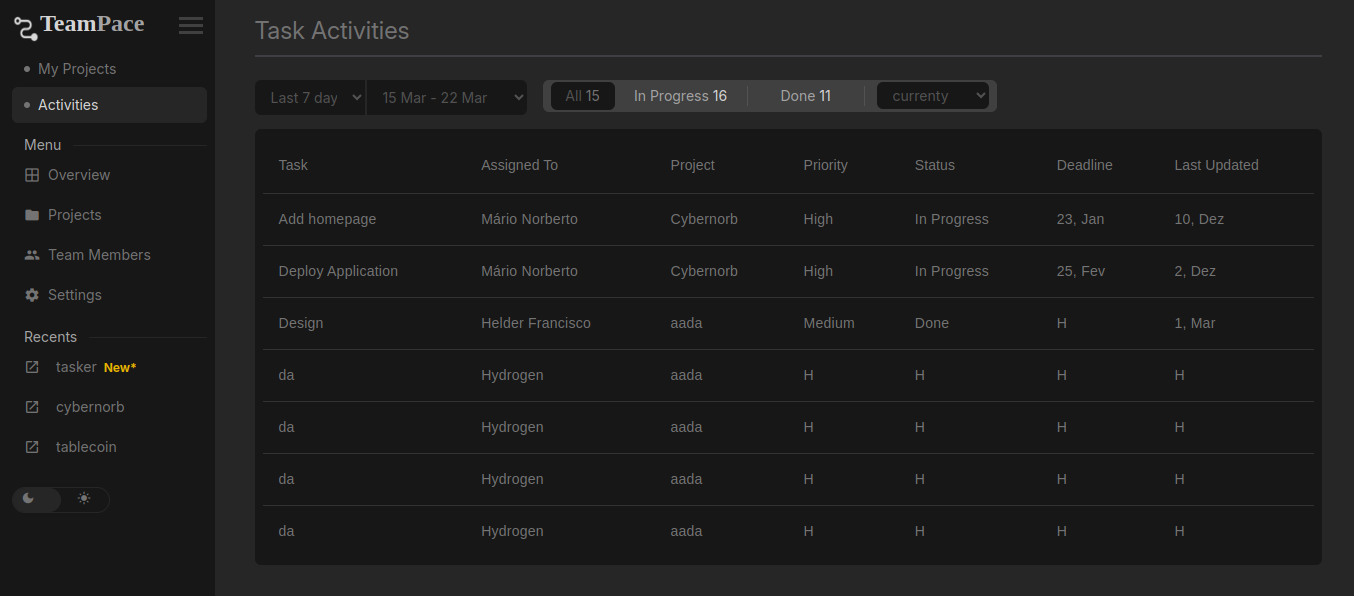 TeamPace
My Projects
Activities
Menu
Overview
Projects
Team Members
Settings
Recents
tasker New*
cybernorb
tablecoin
Task Activities
Last 7 day 15 Mar - 22 Mar All 15 In Progress 16 Done 11 currenty
Task Assigned To Project Priority Status Deadline Last Updated
Add homepage Mário Norberto Cybernorb High In Progress 23, Jan 10, Dez
Deploy Application Mário Norberto Cybernorb High In Progress 25, Fev 2, Dez
Design Helder Francisco aada Medium Done H 1, Mar
da Hydrogen aada H H H H
da Hydrogen aada H H H H
da Hydrogen aada H H H H
da Hydrogen aada H H H H